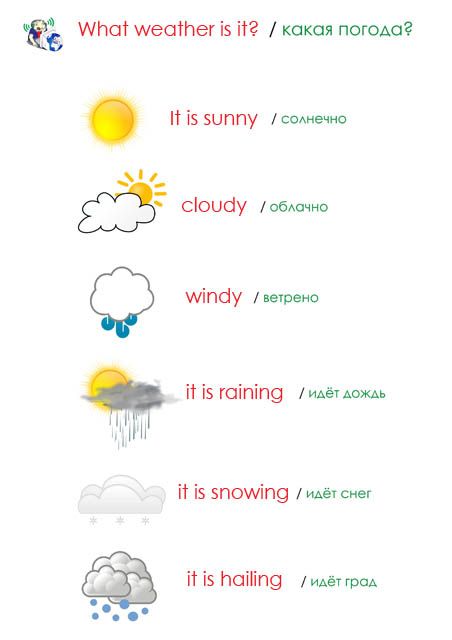 What weather is it? / какая погода?
It is sunny / солнечно
cloudy / облачно
windy / ветрено
it is raining / идёт дождь
it is snowing / идёт снег
it is hailing / идёт град